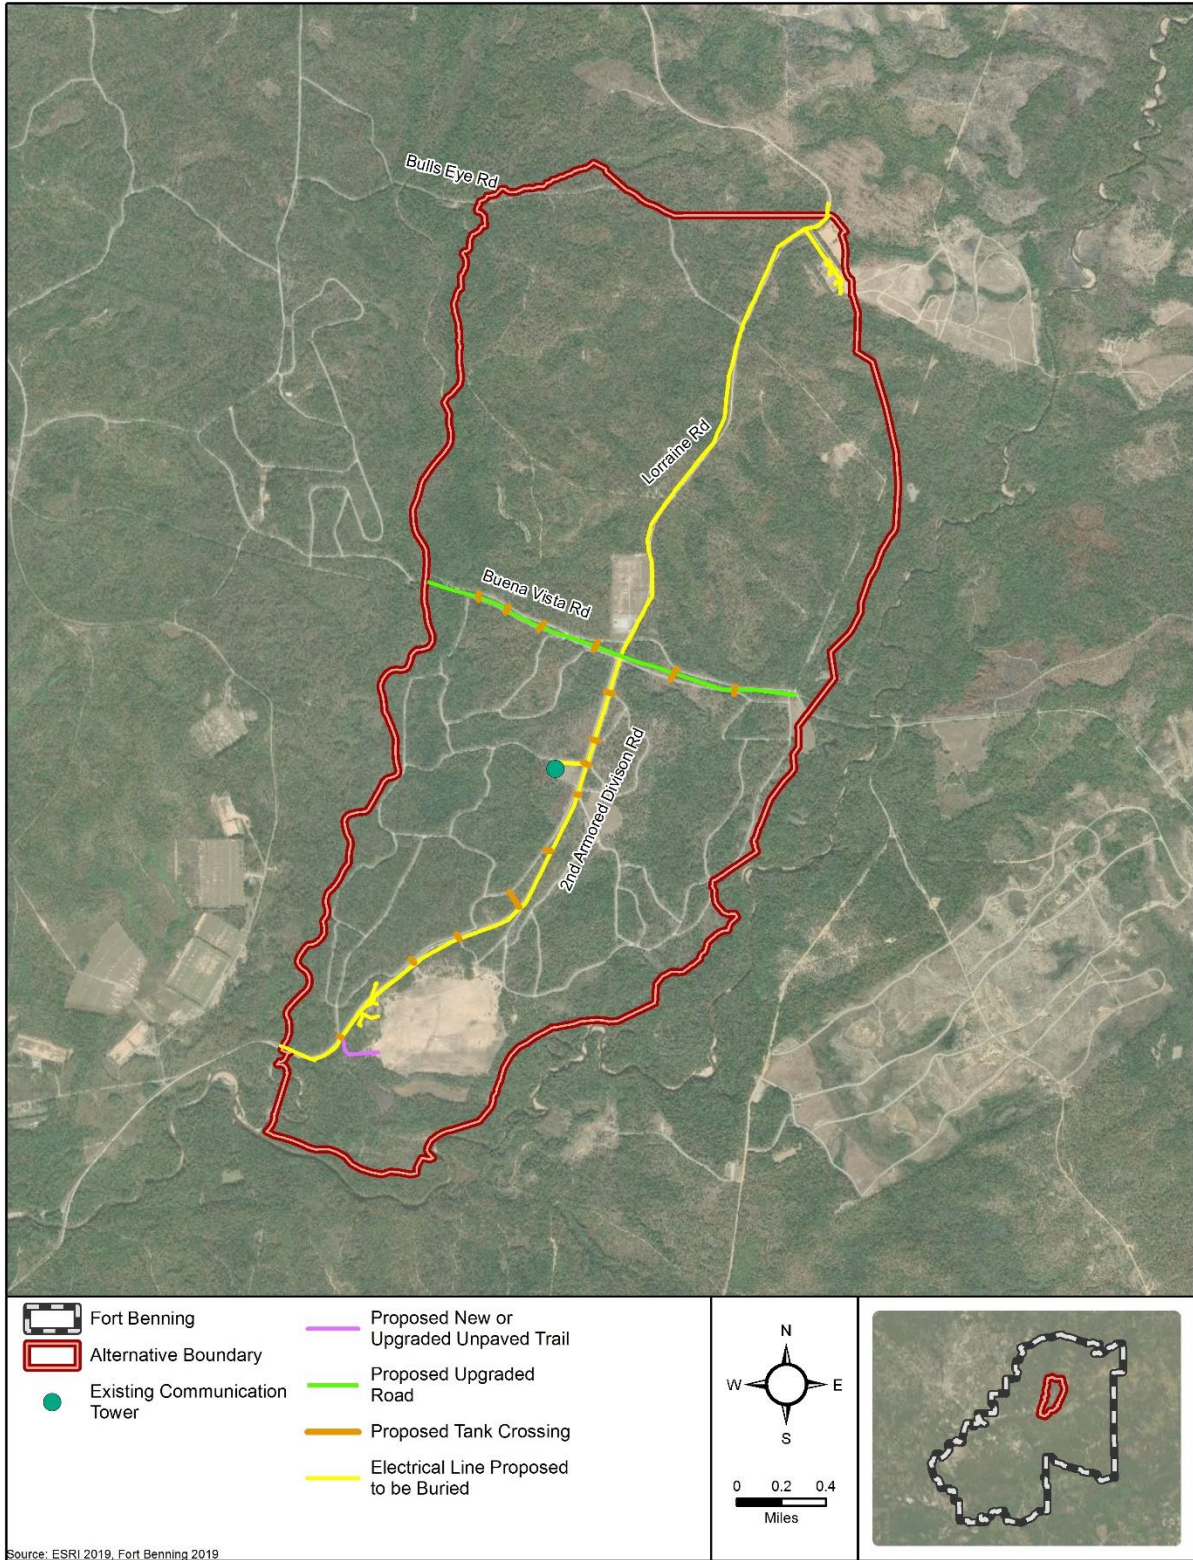 Bulls Eye Rd
Lorraine Rd
Buena Vista Rd
2nd Armored Divison Rd
Fort Benning
Alternative Boundary
Existing Communication
Tower
Proposed New or
Upgraded Unpaved Trail
Proposed Upgraded
Road
Proposed Tank Crossing
Electrical Line Proposed
to be Buried
N
W
E
S
0 0.2 0.4
Miles
Source: ESRI 2019, Fort Benning 2019